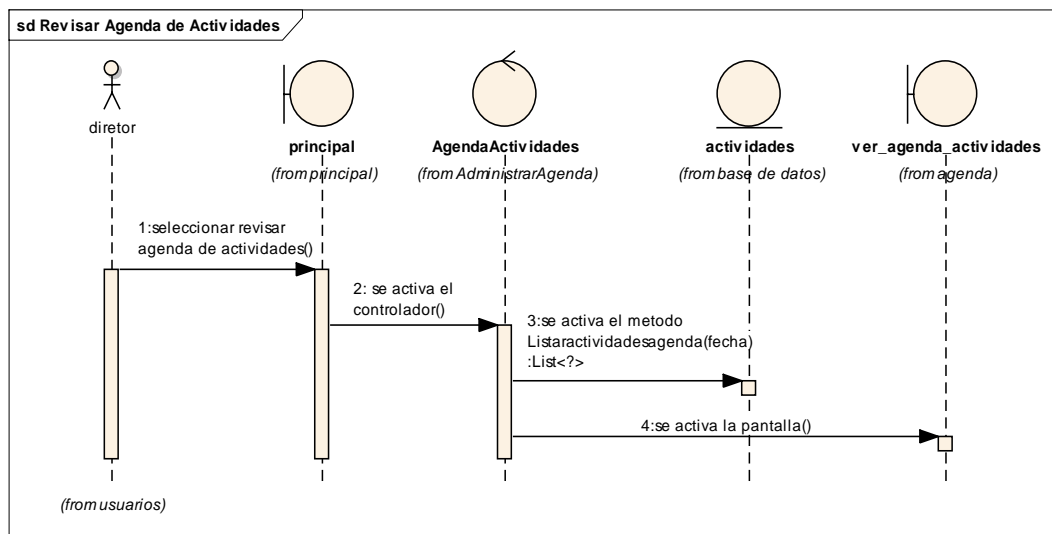 sd Revisar Agenda de Actividades
diretor
principal
(from principal)
AgendaActividades
(from AdministrarAgenda)
actividades
(from base de datos)
ver_agenda_actividades
(from agenda)
1:seleccionar revisar
agenda de actividades()
2: se activa el
controlador()
3:se activa el metodo
Listaractividadesagenda(fecha)
:List<?>
4:se activa la pantalla()
(from usuarios)